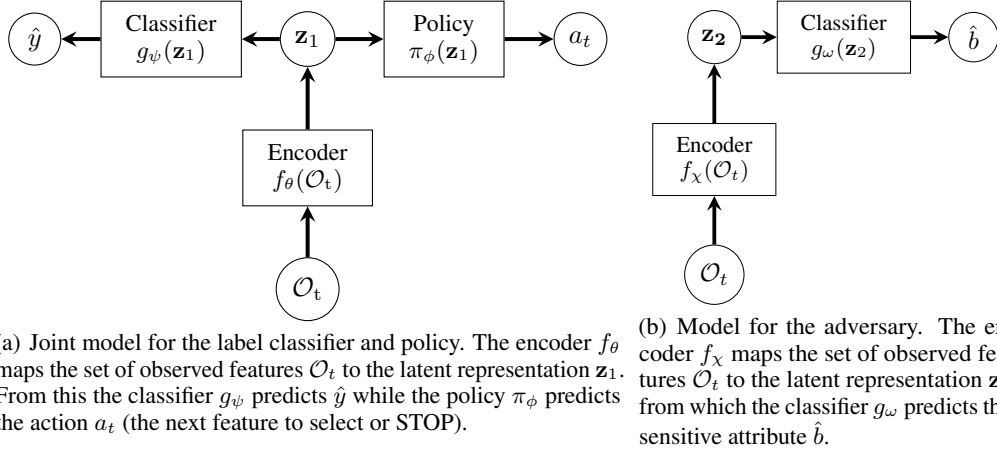 ŷ
Classifier
g_ψ(z₁)
z₁
Policy
π_ϕ(z₁)
a_t
Encoder
f_θ(𝒪_t)
𝒪_t
a) Joint model for the label classifier and policy. The encoder f_θ
maps the set of observed features 𝒪_t to the latent representation z₁.
From this the classifier g_ψ predicts ŷ while the policy π_ϕ predicts
the action a_t (the next feature to select or STOP).
z₂
Classifier
g_ω(z₂)
b̂
Encoder
f_χ(𝒪_t)
𝒪_t
(b) Model for the adversary. The en
coder f_χ maps the set of observed fea
tures 𝒪_t to the latent representation z
from which the classifier g_ω predicts th
sensitive attribute b̂.